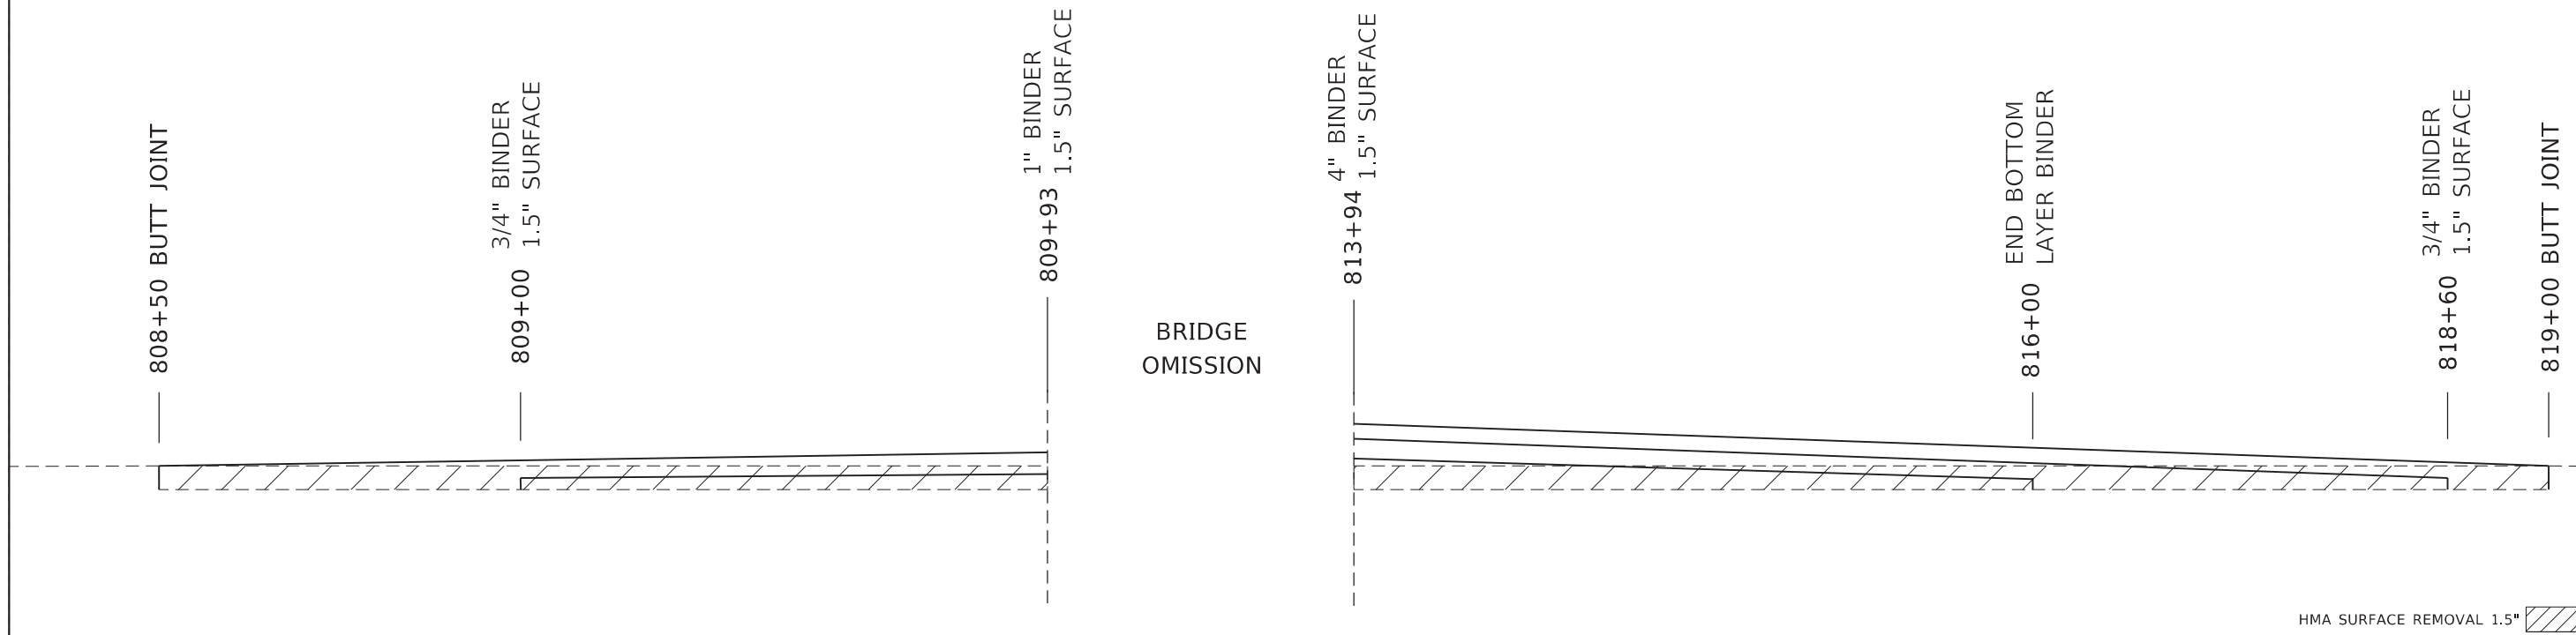 808+50 BUTT JOINT
809+00
3/4" BINDER
1.5" SURFACE
809+93
1" BINDER
1.5" SURFACE
BRIDGE
OMISSION
813+94
4" BINDER
1.5" SURFACE
816+00
END BOTTOM
LAYER BINDER
818+60
3/4" BINDER
1.5" SURFACE
819+00 BUTT JOINT
HMA SURFACE REMOVAL 1.5"